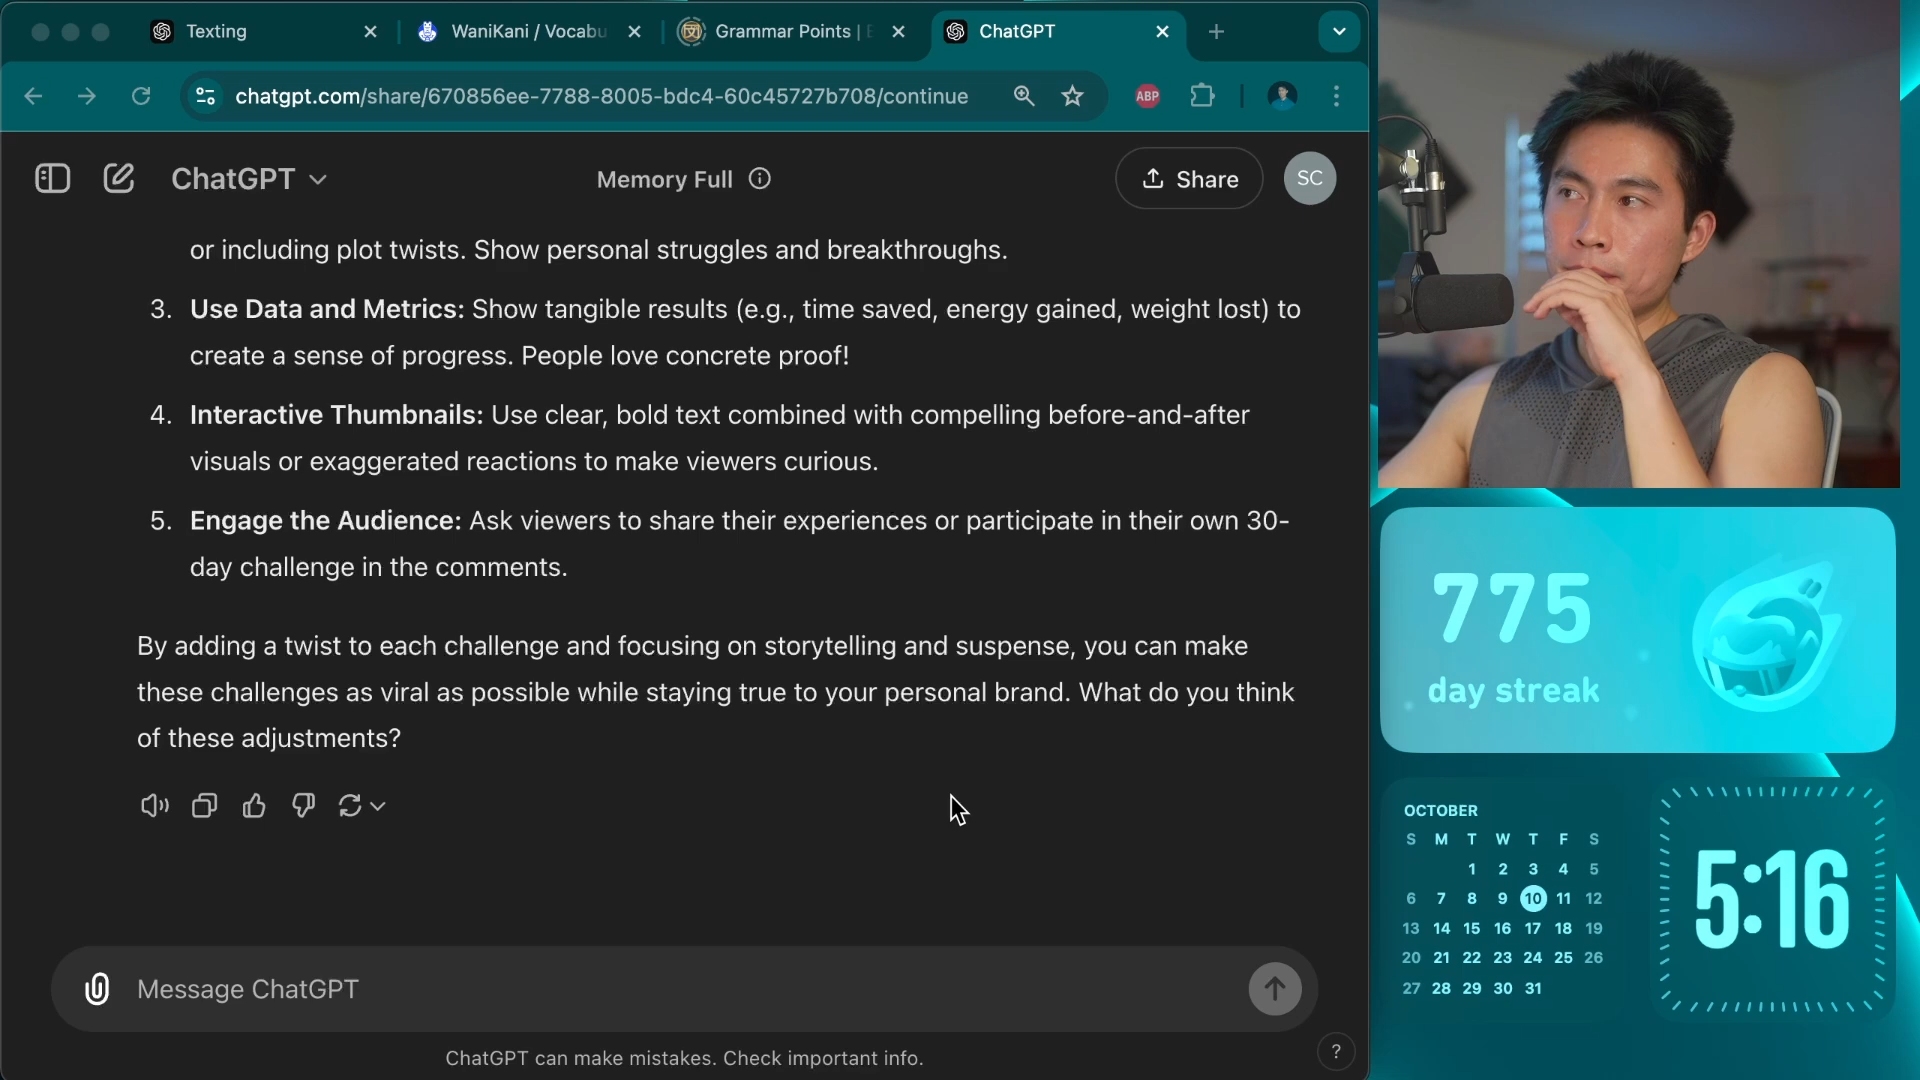 Texting
WaniKani / Vocabu
Grammar Points |
ChatGPT
chatgpt.com/share/670856ee-7788-8005-bdc4-60c45727b708/continue
ABP
ChatGPT
Memory Full
Share
SC
or including plot twists. Show personal struggles and breakthroughs.
3. Use Data and Metrics: Show tangible results (e.g., time saved, energy gained, weight lost) to
create a sense of progress. People love concrete proof!
4. Interactive Thumbnails: Use clear, bold text combined with compelling before-and-after
visuals or exaggerated reactions to make viewers curious.
5. Engage the Audience: Ask viewers to share their experiences or participate in their own 30-
day challenge in the comments.
By adding a twist to each challenge and focusing on storytelling and suspense, you can make
these challenges as viral as possible while staying true to your personal brand. What do you think
of these adjustments?
Message ChatGPT
ChatGPT can make mistakes. Check important info.
?
775
day streak
OCTOBER
S M T W T F S
1 2 3 4 5
6 7 8 9 10 11 12
13 14 15 16 17 18 19
20 21 22 23 24 25 26
27 28 29 30 31
5:16